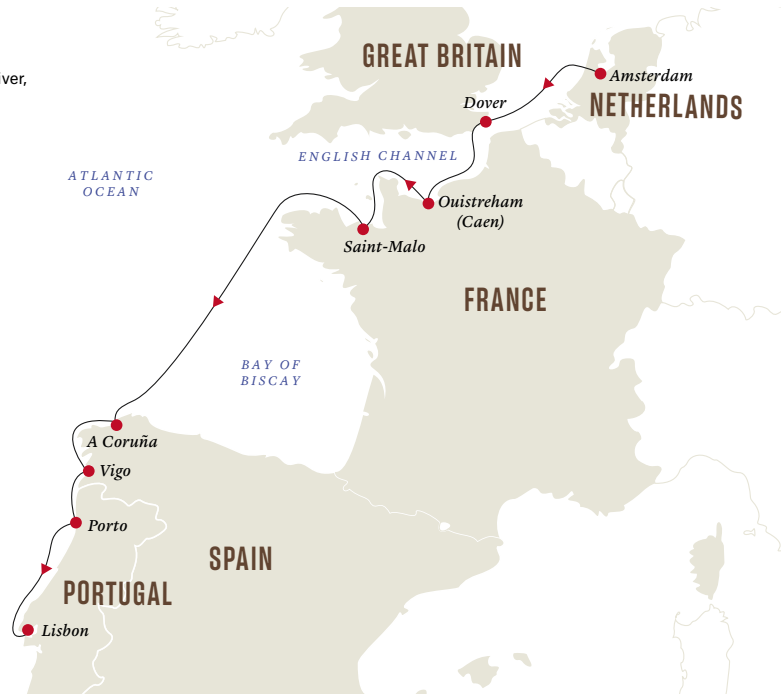 iver,
GREAT BRITAIN
Amsterdam
NETHERLANDS
Dover
ENGLISH CHANNEL
ATLANTIC
OCEAN
Ouistreham
(Caen)
Saint-Malo
FRANCE
BAY OF
BISCAY
A Coruña
Vigo
Porto
SPAIN
PORTUGAL
Lisbon